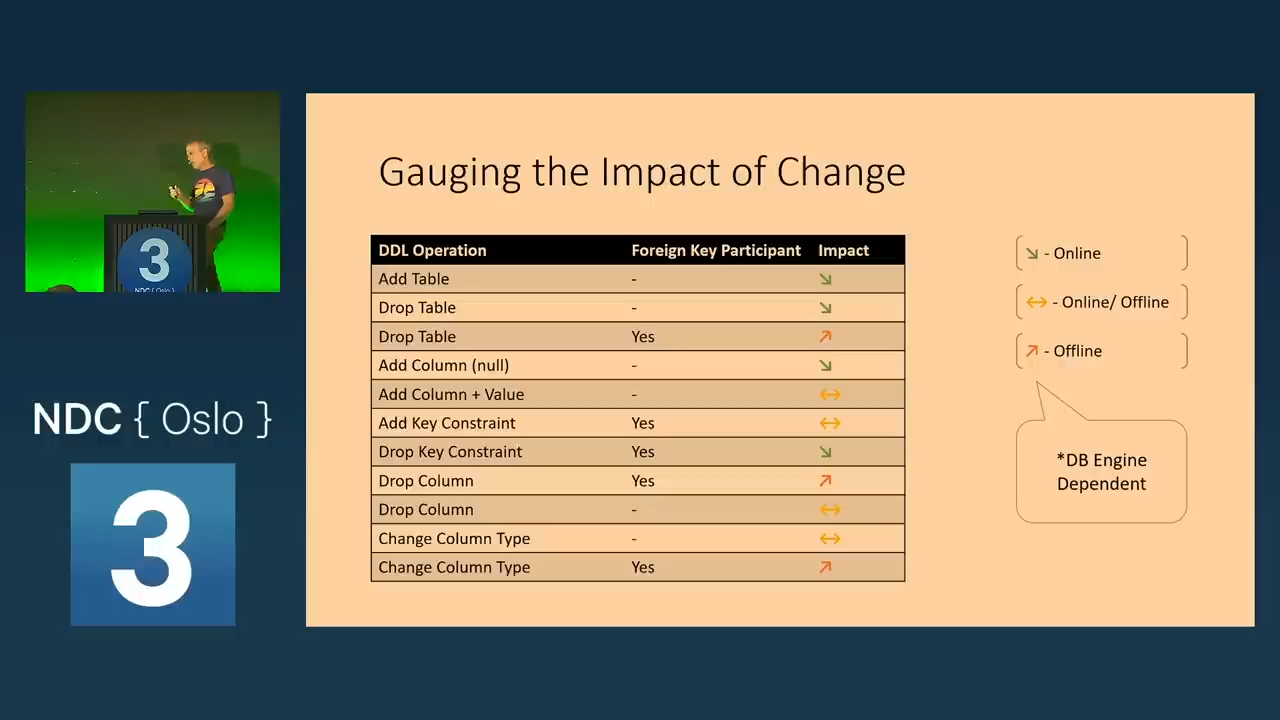 Gauging the Impact of Change
DDL Operation Foreign Key Participant Impact
Add Table - ↘
Drop Table - ↘
Drop Table Yes ↗
Add Column (null) - ↘
Add Column + Value - ↔
Add Key Constraint Yes ↔
Drop Key Constraint Yes ↘
Drop Column Yes ↗
Drop Column - ↔
Change Column Type - ↔
Change Column Type Yes ↗
↘ - Online
↔ - Online/ Offline
↗ - Offline
*DB Engine
Dependent
3
NDC { Oslo }
NDC { Oslo }
3